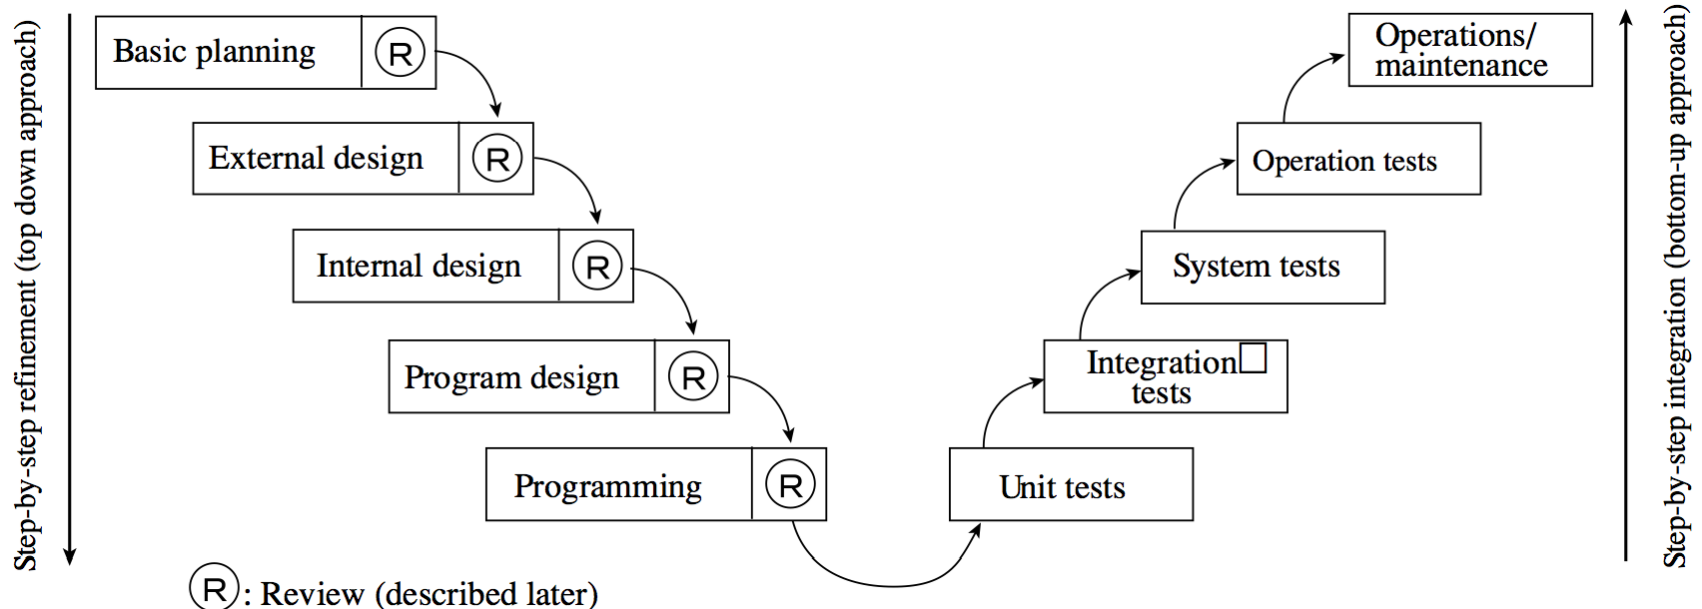 Step-by-step refinement (top down approach)
Basic planning R
External design R
Internal design R
Program design R
Programming R
Unit tests
Integration
tests
System tests
Operation tests
Operations/
maintenance
Step-by-step integration (bottom-up approach)
R: Review (described later)